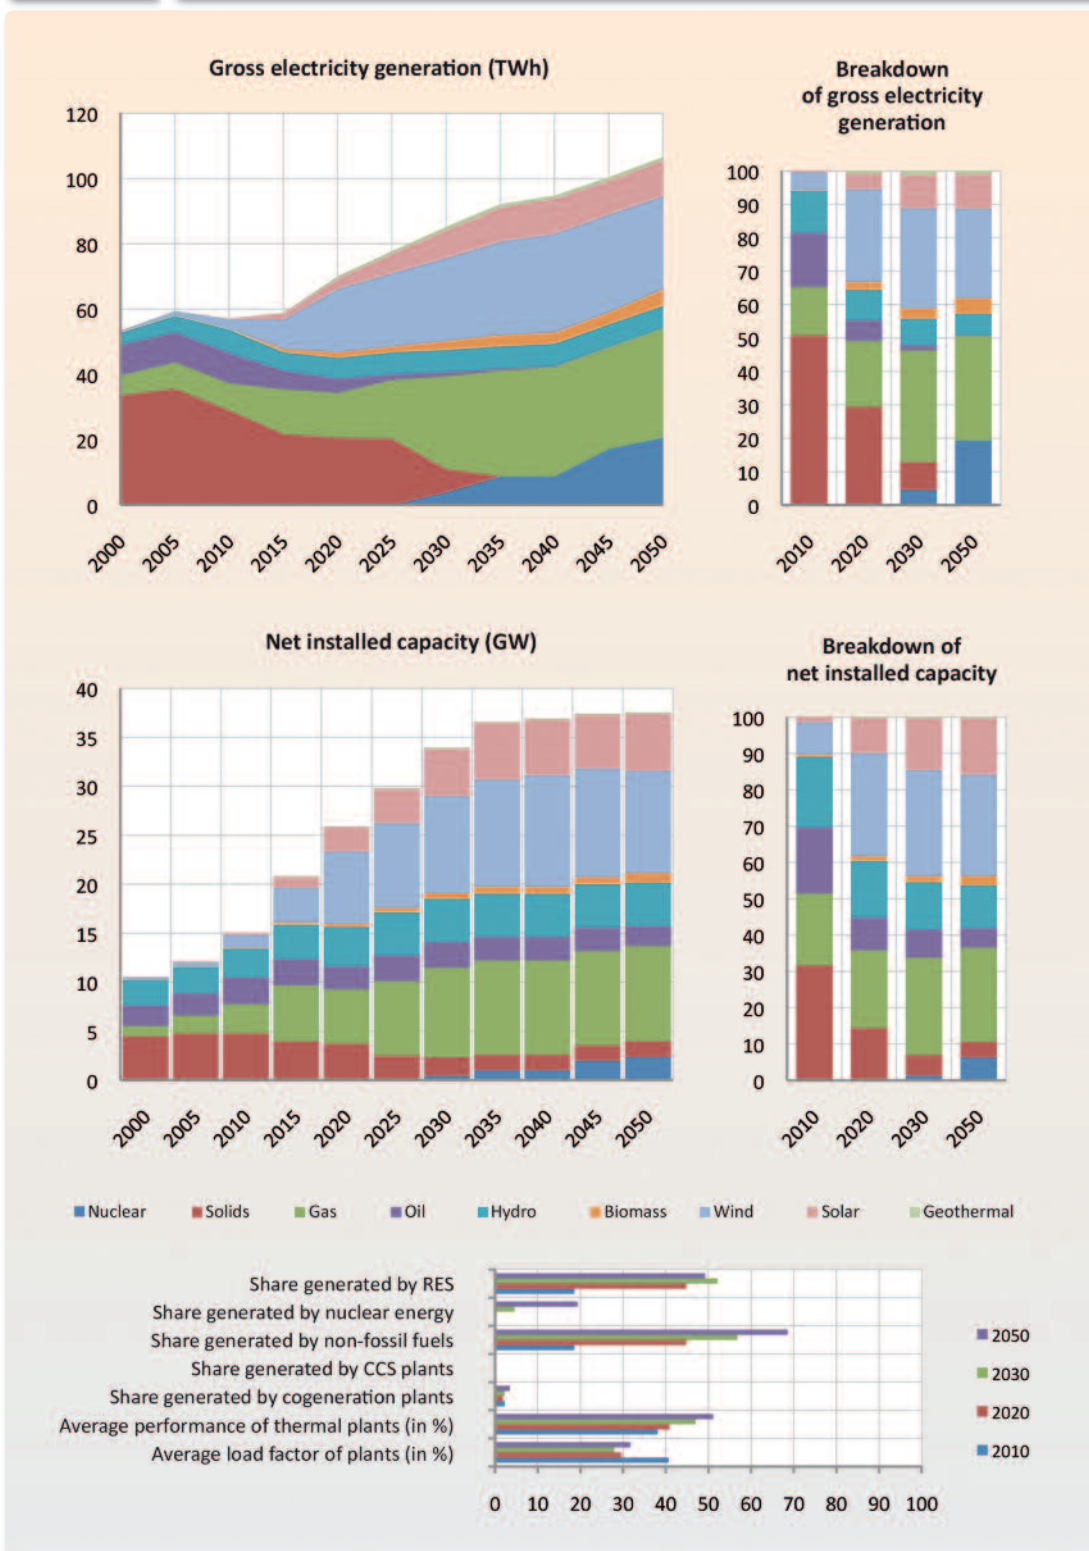 Gross electricity generation (TWh)
120
100
80
60
40
20
0
2000 2005 2010 2015 2020 2025 2030 2035 2040 2045 2050
Breakdown
of gross electricity
generation
100
90
80
70
60
50
40
30
20
10
0
2010 2020 2030 2050
Net installed capacity (GW)
40
35
30
25
20
15
10
5
0
2000 2005 2010 2015 2020 2025 2030 2035 2040 2045 2050
Breakdown of
net installed capacity
100
90
80
70
60
50
40
30
20
10
0
2010 2020 2030 2050
Nuclear Solids Gas Oil Hydro Biomass Wind Solar Geothermal
Share generated by RES
Share generated by nuclear energy
Share generated by non-fossil fuels
Share generated by CCS plants
Share generated by cogeneration plants
Average performance of thermal plants (in %)
Average load factor of plants (in %)
0 10 20 30 40 50 60 70 80 90 100
2050
2030
2020
2010